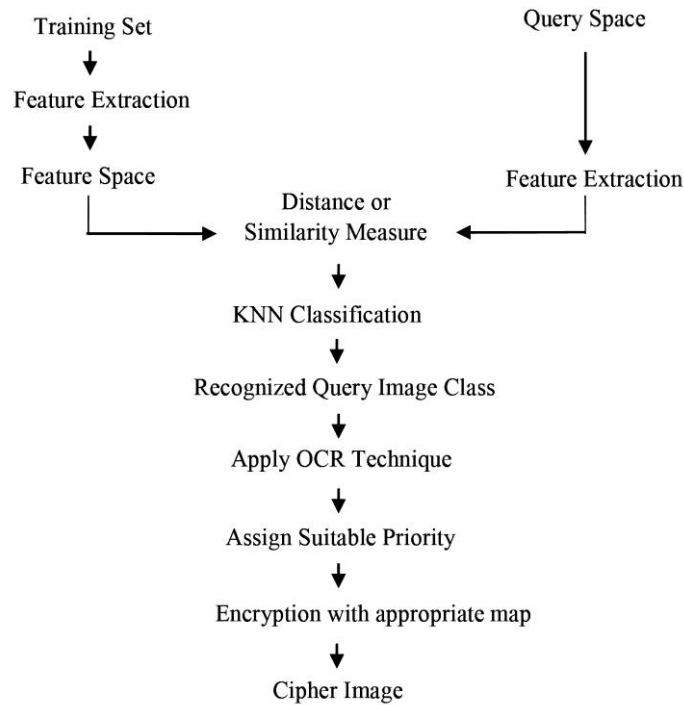 Training Set
Query Space
Feature Extraction
Feature Space
Feature Extraction
Distance or
Similarity Measure
KNN Classification
Recognized Query Image Class
Apply OCR Technique
Assign Suitable Priority
Encryption with appropriate map
Cipher Image